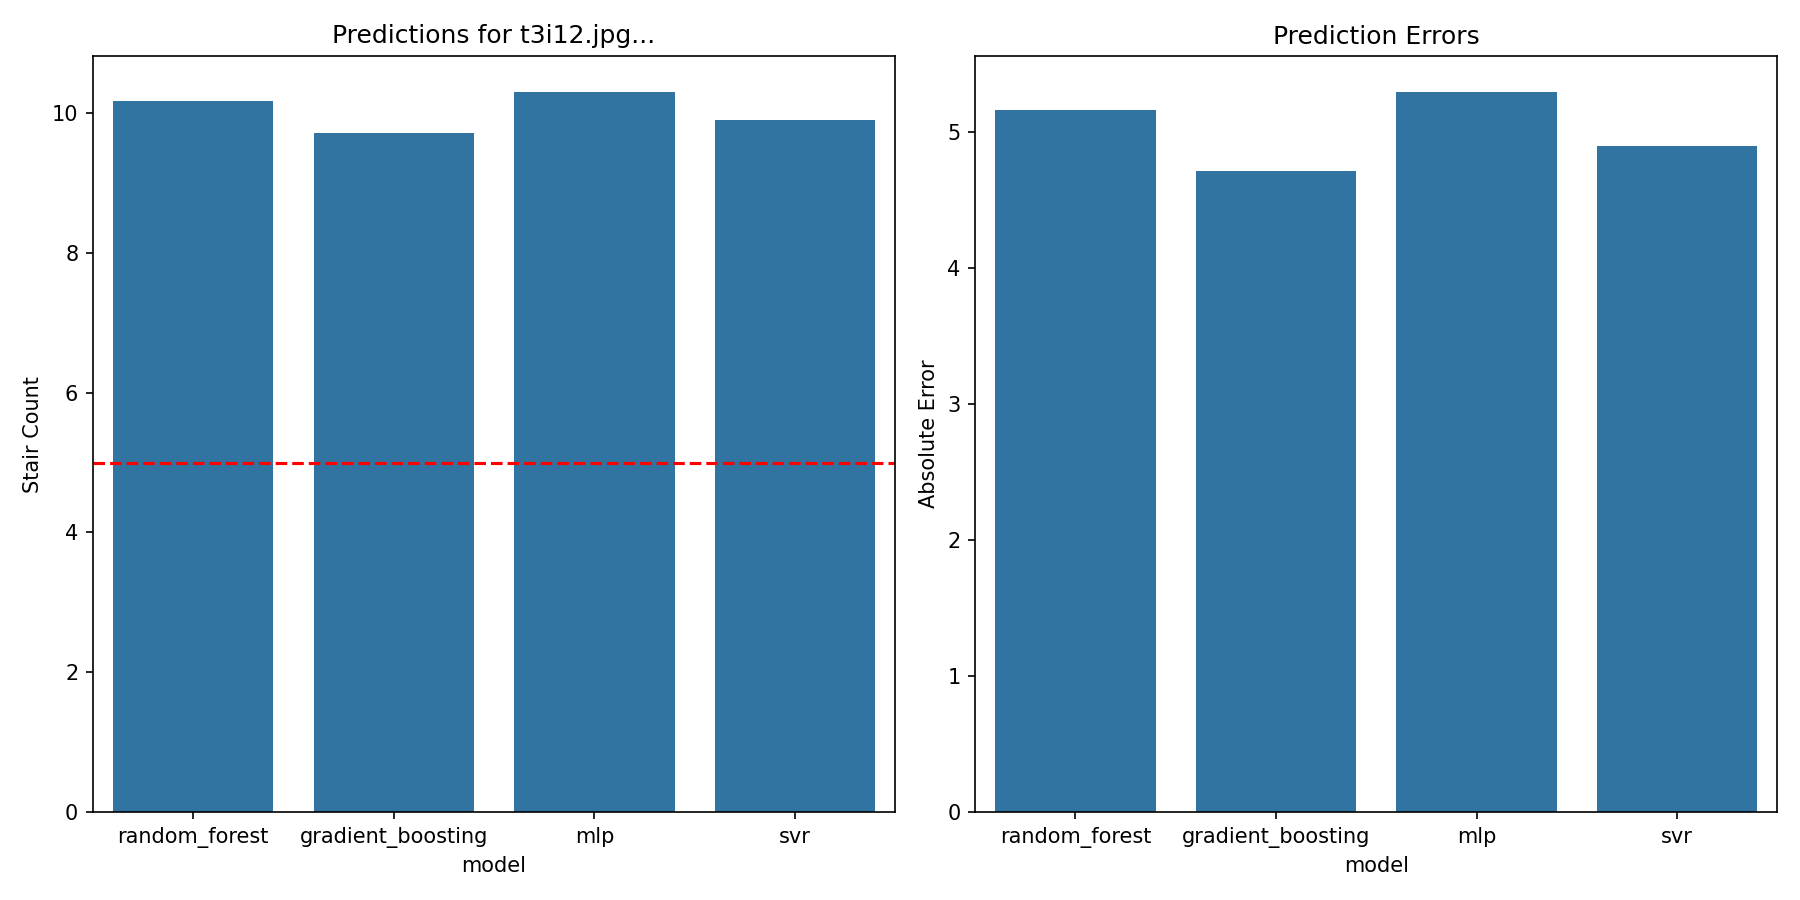 Predictions for t3i12.jpg...
Stair Count
10
8
6
4
2
0
random_forest gradient_boosting mlp svr
model
Prediction Errors
Absolute Error
5
4
3
2
1
0
random_forest gradient_boosting mlp svr
model